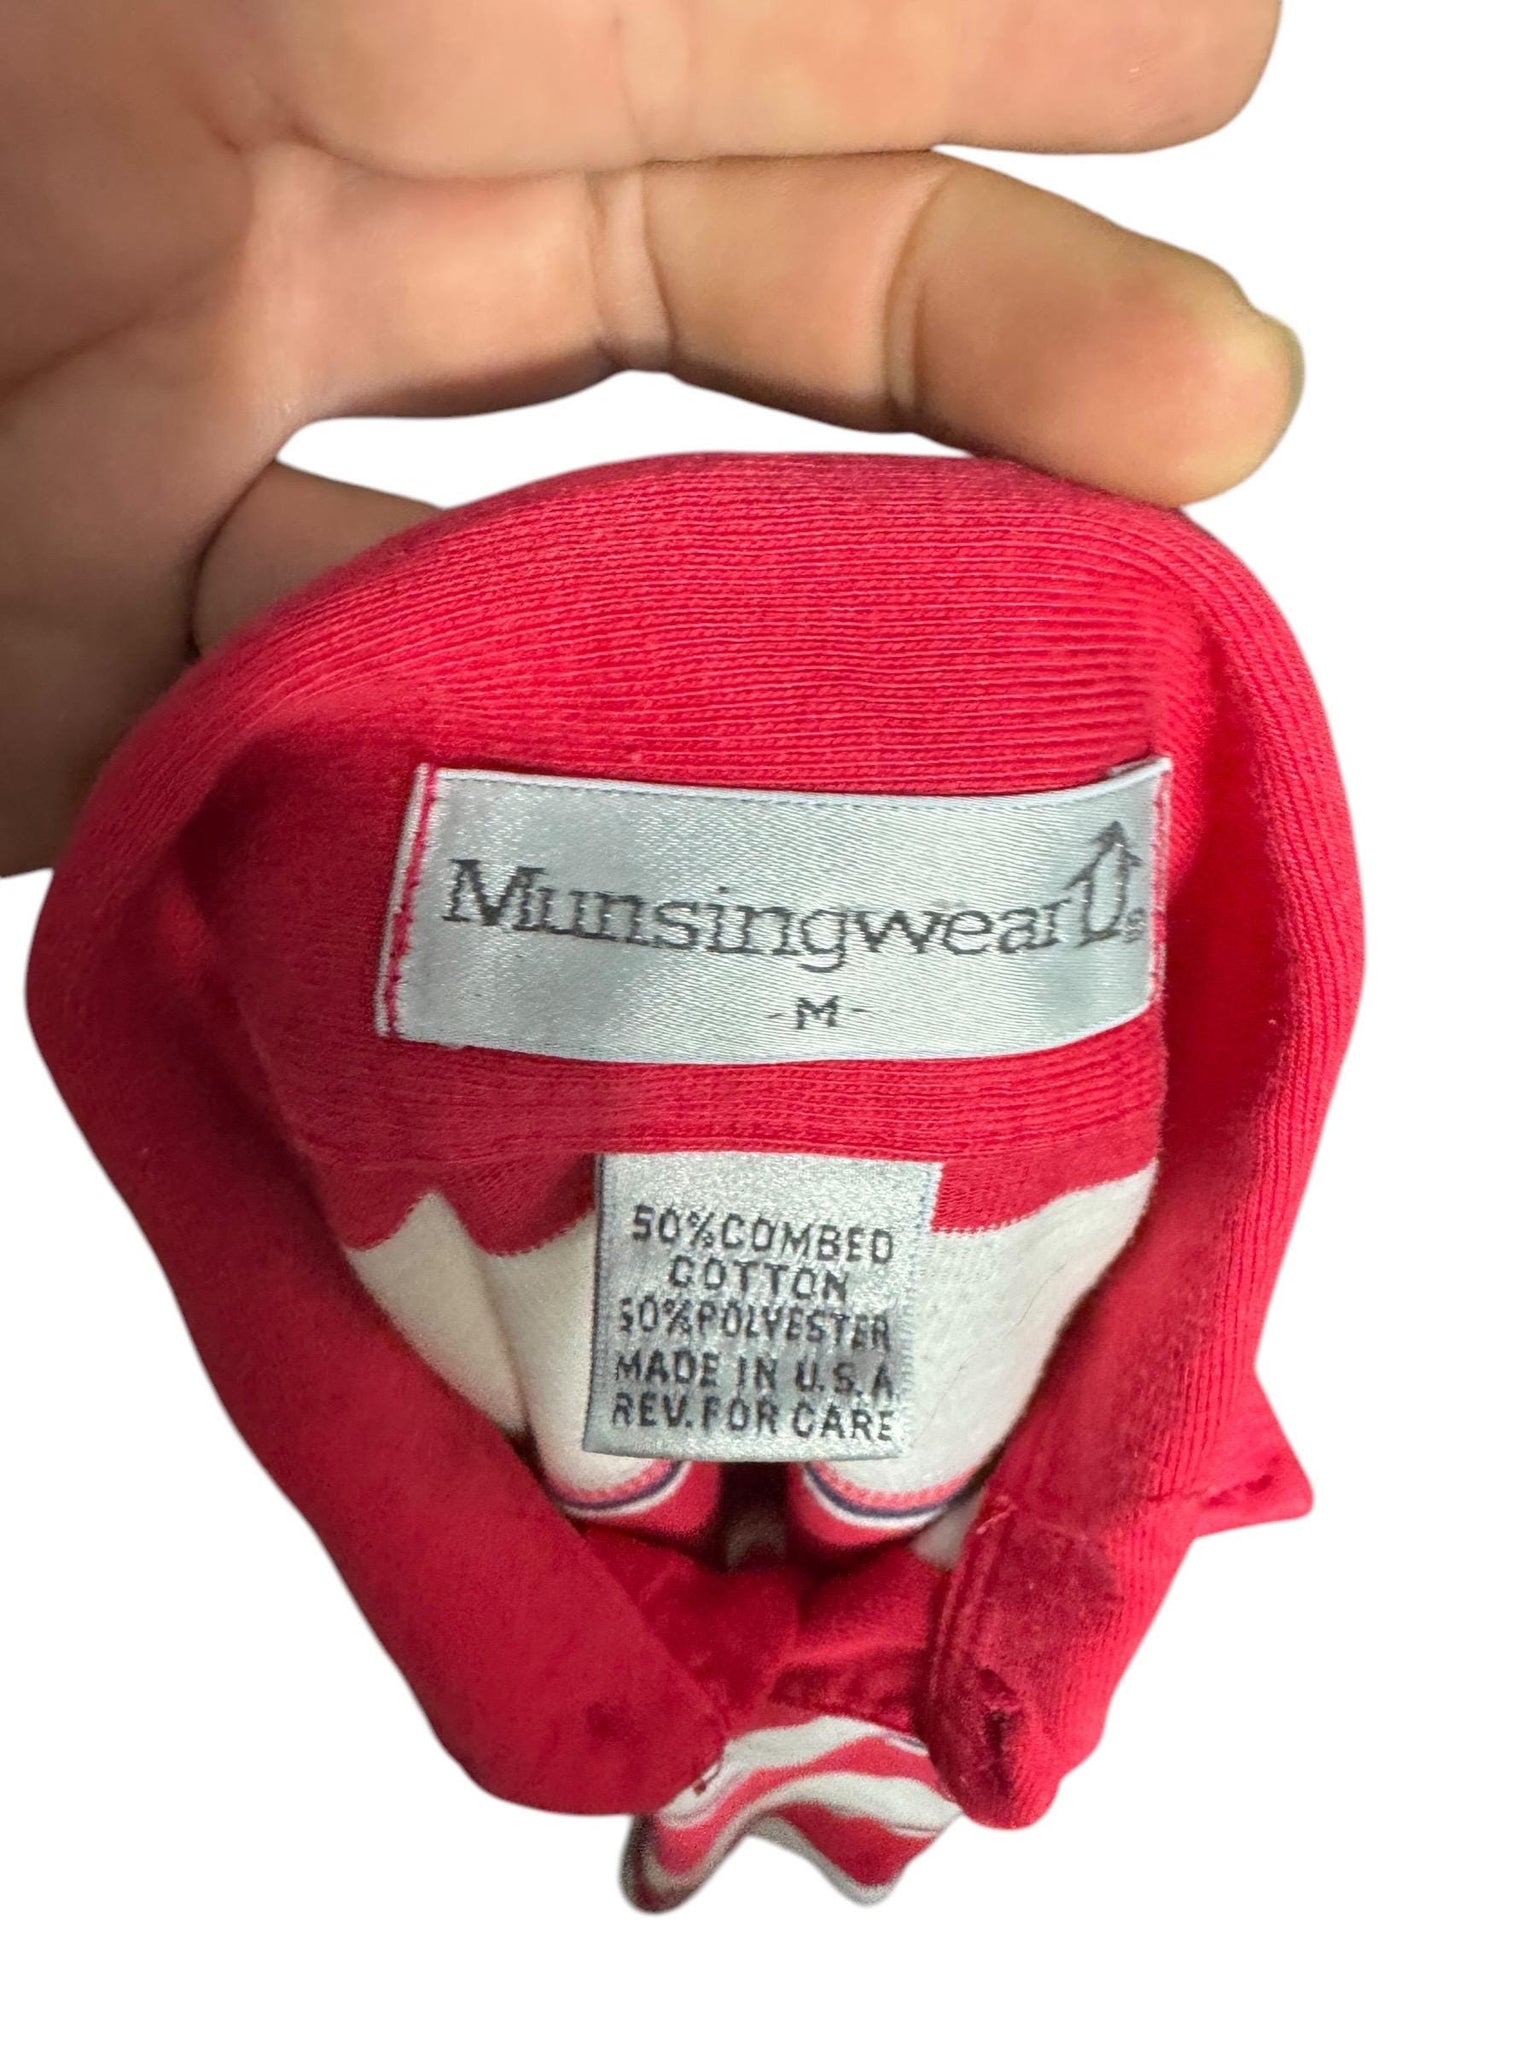 Munsingwear
-M-
50% COMBED
COTTON
50% POLYESTER
MADE IN U.S.A
REV. FOR CARE